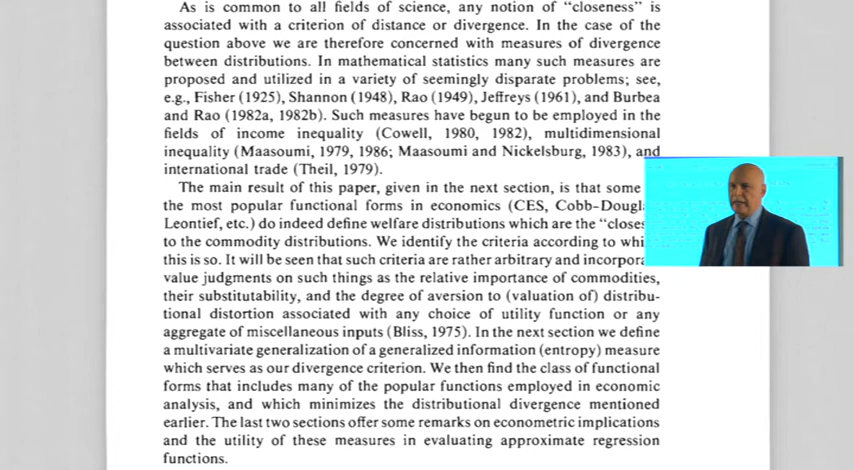 As is common to all fields of science, any notion of “closeness” is
associated with a criterion of distance or divergence. In the case of the
question above we are therefore concerned with measures of divergence
between distributions. In mathematical statistics many such measures are
proposed and utilized in a variety of seemingly disparate problems; see,
e.g., Fisher (1925), Shannon (1948), Rao (1949), Jeffreys (1961), and Burbea
and Rao (1982a, 1982b). Such measures have begun to be employed in the
fields of income inequality (Cowell, 1980, 1982), multidimensional
inequality (Maasoumi, 1979, 1986; Maasoumi and Nickelsburg, 1983), and
international trade (Theil, 1979).
The main result of this paper, given in the next section, is that some
the most popular functional forms in economics (CES, Cobb-Dougl
Leontief, etc.) do indeed define welfare distributions which are the “closes
to the commodity distributions. We identify the criteria according to whi
this is so. It will be seen that such criteria are rather arbitrary and incorpora
value judgments on such things as the relative importance of commodities,
their substitutability, and the degree of aversion to (valuation of) distribu-
tional distortion associated with any choice of utility function or any
aggregate of miscellaneous inputs (Bliss, 1975). In the next section we define
a multivariate generalization of a generalized information (entropy) measure
which serves as our divergence criterion. We then find the class of functional
forms that includes many of the popular functions employed in economic
analysis, and which minimizes the distributional divergence mentioned
earlier. The last two sections offer some remarks on econometric implications
and the utility of these measures in evaluating approximate regression
functions.